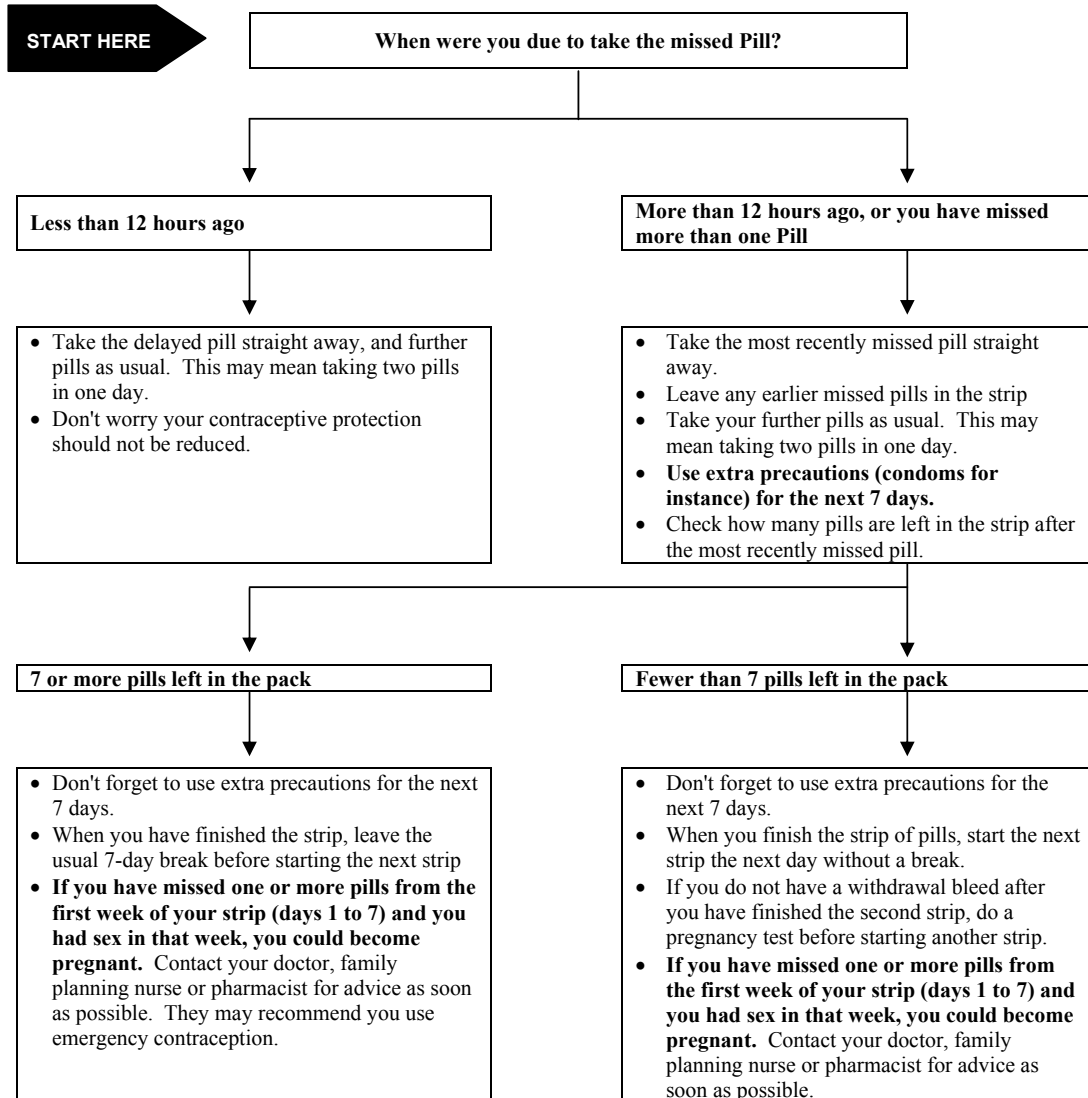 START HERE
When were you due to take the missed Pill?
Less than 12 hours ago
More than 12 hours ago, or you have missed
more than one Pill
• Take the delayed pill straight away, and further
pills as usual. This may mean taking two pills
in one day.
• Don't worry your contraceptive protection
should not be reduced.
• Take the most recently missed pill straight
away.
• Leave any earlier missed pills in the strip
• Take your further pills as usual. This may
mean taking two pills in one day.
• Use extra precautions (condoms for
instance) for the next 7 days.
• Check how many pills are left in the strip after
the most recently missed pill.
7 or more pills left in the pack
Fewer than 7 pills left in the pack
• Don't forget to use extra precautions for the next
7 days.
• When you have finished the strip, leave the
usual 7-day break before starting the next strip
• If you have missed one or more pills from the
first week of your strip (days 1 to 7) and you
had sex in that week, you could become
pregnant. Contact your doctor, family
planning nurse or pharmacist for advice as soon
as possible. They may recommend you use
emergency contraception.
• Don't forget to use extra precautions for the
next 7 days.
• When you finish the strip of pills, start the next
strip the next day without a break.
• If you do not have a withdrawal bleed after
you have finished the second strip, do a
pregnancy test before starting another strip.
• If you have missed one or more pills from
the first week of your strip (days 1 to 7) and
you had sex in that week, you could become
pregnant. Contact your doctor, family
planning nurse or pharmacist for advice as
soon as possible.